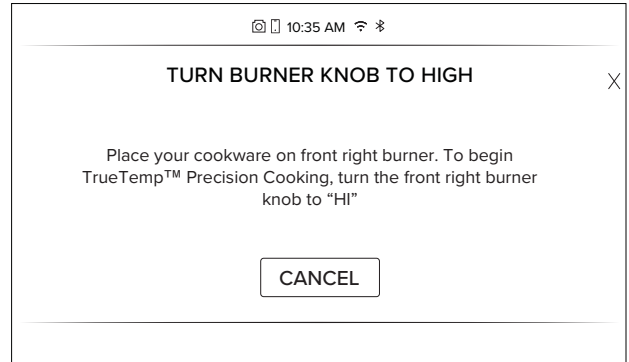 10:35 AM
TURN BURNER KNOB TO HIGH
X
Place your cookware on front right burner. To begin
TrueTemp™ Precision Cooking, turn the front right burner
knob to “HI”
CANCEL